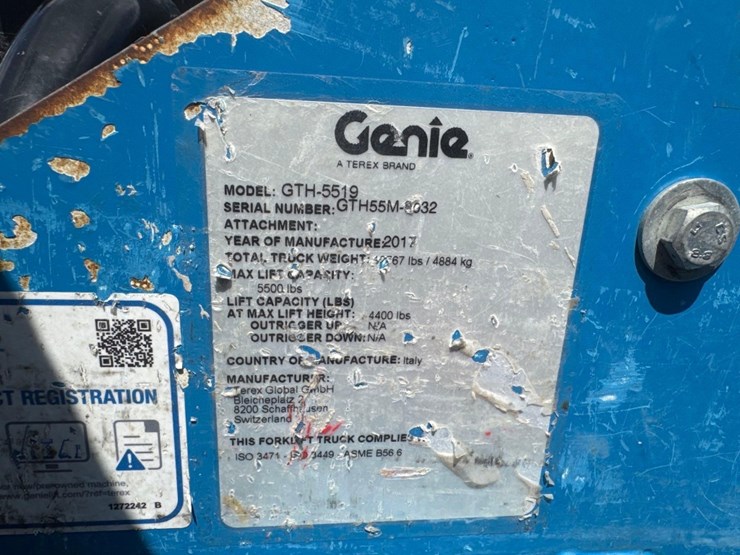 Genie
A TEREX BRAND
MODEL: GTH-5519
SERIAL NUMBER: GTH55M-8032
ATTACHMENT:
YEAR OF MANUFACTURE: 2017
TOTAL TRUCK WEIGHT: lbs / 4884 kg
MAX LIFT CAPACITY:
5500 lbs
LIFT CAPACITY (LBS)
AT MAX LIFT HEIGHT: 4400 lbs
OUTRIGGER UP: N/A
OUTRIGGER DOWN: N/A
COUNTRY OF MANUFACTURE: Italy
MANUFACTURER:
Terex Global GmbH
Bleicheplatz 2
8200 Schaffhausen
Switzerland
THIS FORKLIFT TRUCK COMPLIES
ISO 3471 - ISO 3449 - ASME B56 6
CT REGISTRATION
machine,
1272242 B